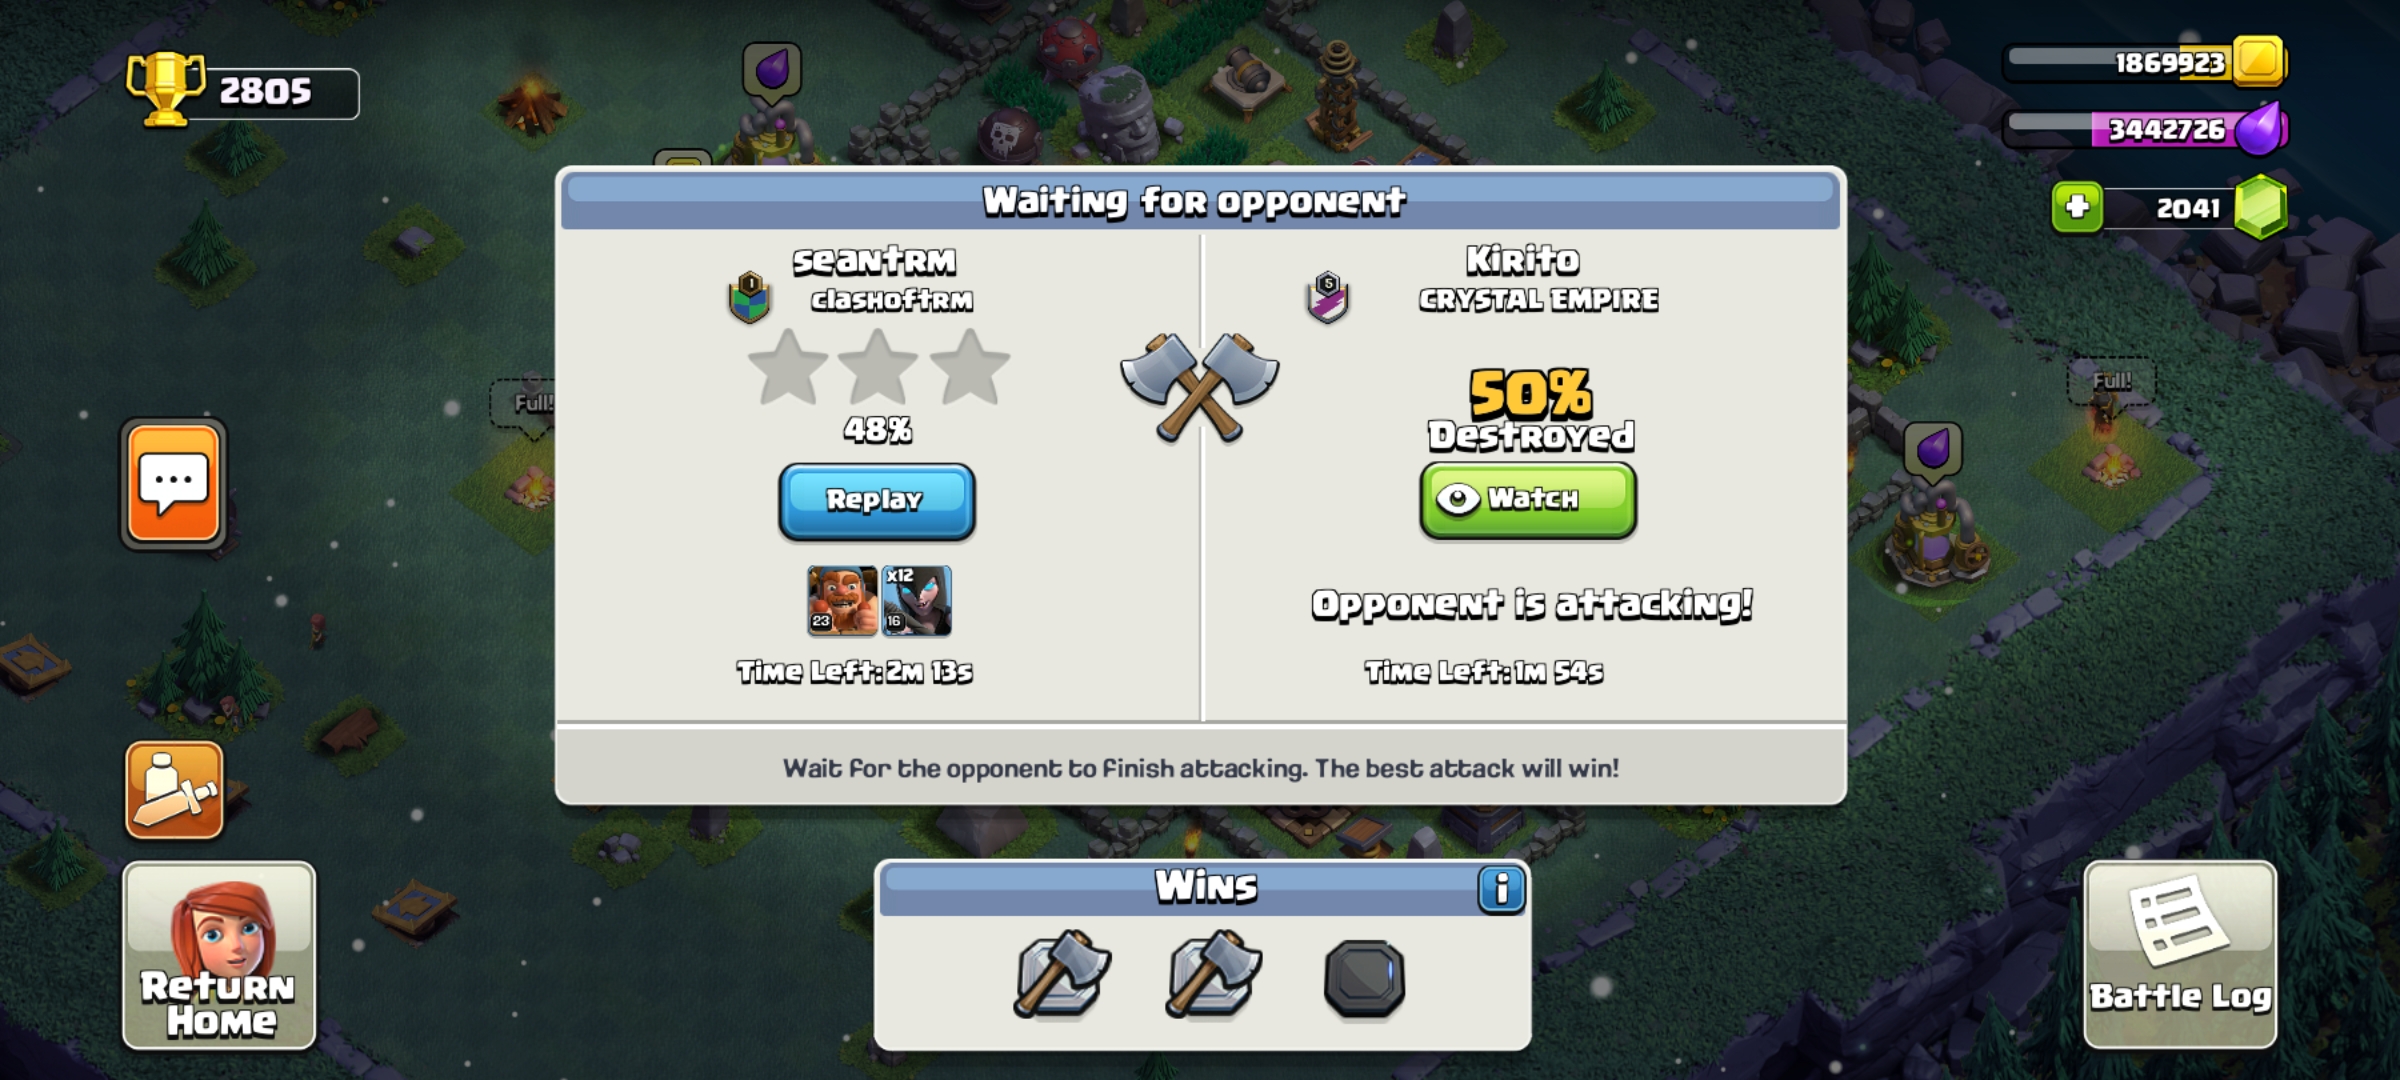 2805
1869923
3442726
2041
Waiting for opponent
seantrm
1
clashoftrm
48%
Replay
23
x12
16
Time Left: 2m 13s
Kirito
5
CRYSTAL EMPIRE
50%
Destroyed
Watch
Opponent is attacking!
Time Left: 1m 54s
Wait for the opponent to finish attacking. The best attack will win!
Full!
Full!
Wins
i
Return
Home
Battle Log